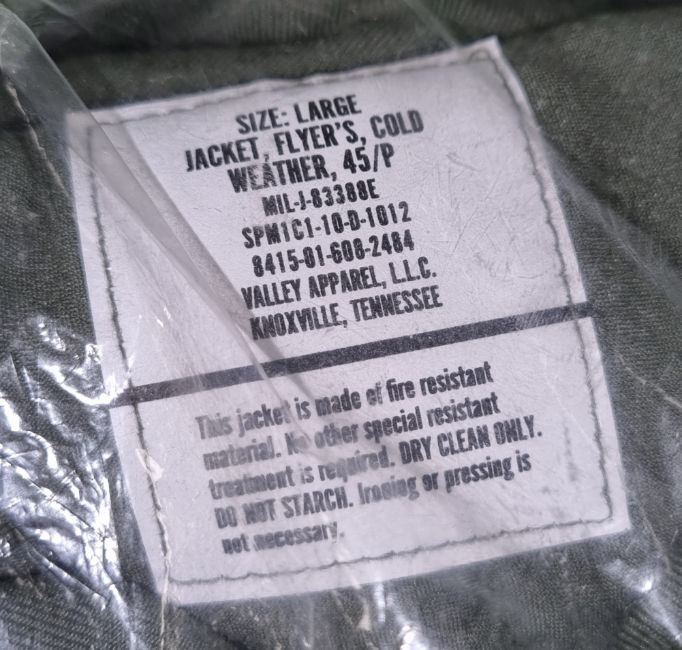 SIZE: LARGE
JACKET, FLYER'S, COLD
WEATHER, 45/P
MIL-J-83388E
SPM1C1-10-D-1012
8415-01-608-2484
VALLEY APPAREL, L.L.C.
KNOXVILLE, TENNESSEE
This jacket is made of fire resistant
material. No other special resistant
treatment is required. DRY CLEAN ONLY.
DO NOT STARCH. Ironing or pressing is
not necessary.